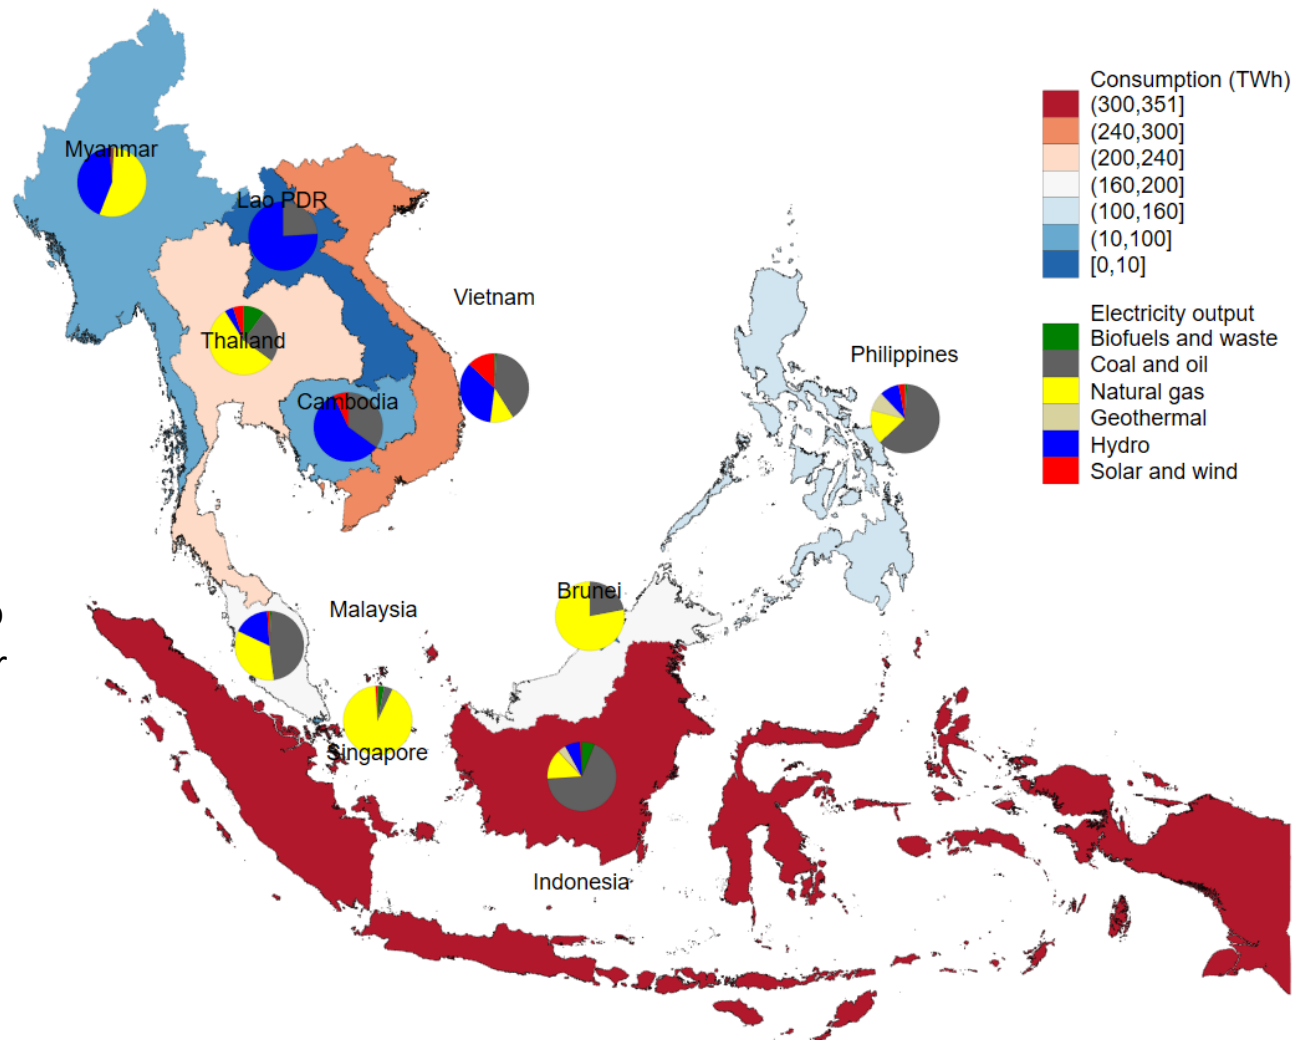 Consumption (TWh)
(300,351]
(240,300]
(200,240]
(160,200]
(100,160]
(10,100]
[0,10]
Electricity output
Biofuels and waste
Coal and oil
Natural gas
Geothermal
Hydro
Solar and wind
Myanmar
Lao PDR
Vietnam
Thailand
Philippines
Cambodia
Brunei
Malaysia
Singapore
Indonesia